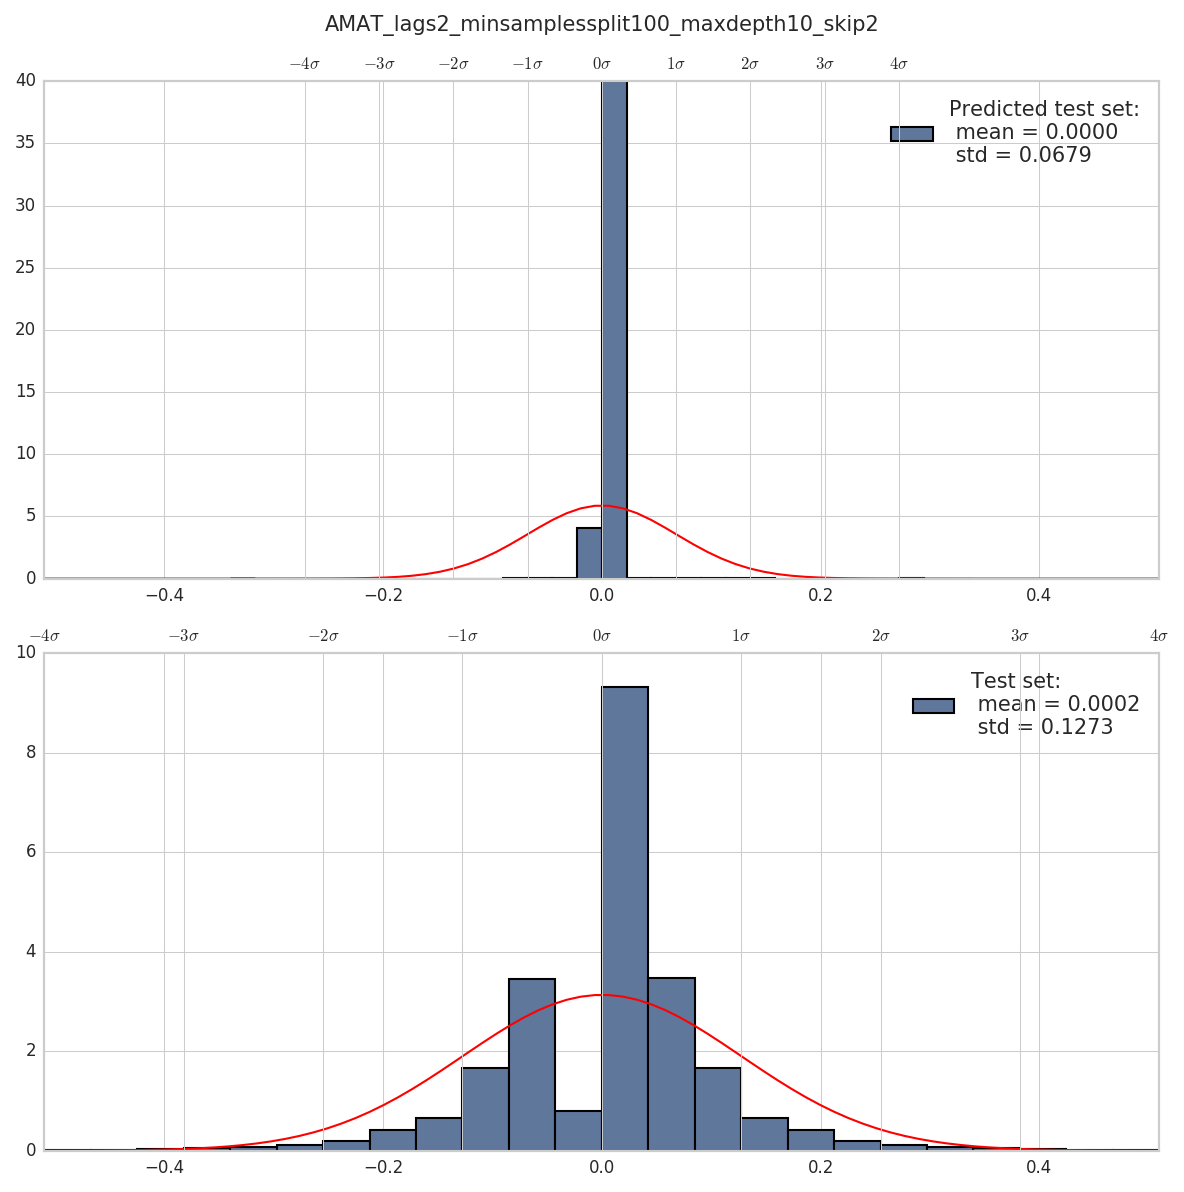 AMAT_lags2_minsamplessplit100_maxdepth10_skip2
−4σ −3σ −2σ −1σ 0σ 1σ 2σ 3σ 4σ
40
35
30
25
20
15
10
5
0
Predicted test set:
mean = 0.0000
std = 0.0679
−0.4 −0.2 0.0 0.2 0.4
−4σ −3σ −2σ −1σ 0σ 1σ 2σ 3σ 4σ
10
8
6
4
2
0
Test set:
mean = 0.0002
std = 0.1273
−0.4 −0.2 0.0 0.2 0.4